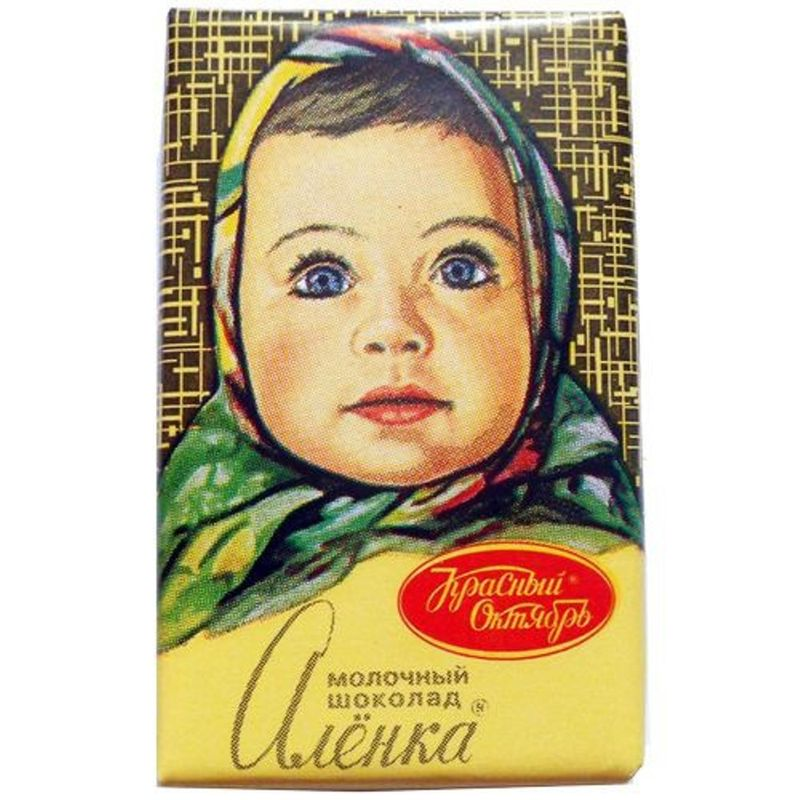 Красный
Октябрь
молочный
шоколад
Алёнка®